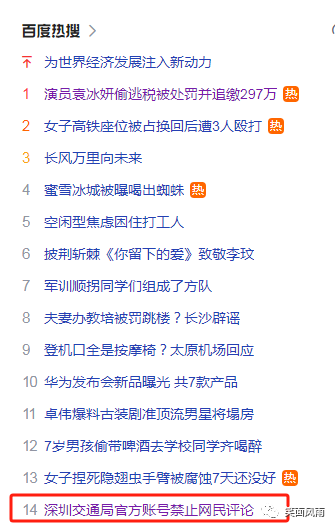 百度热搜 >
为世界经济发展注入新动力
1 演员袁冰妍偷逃税被处罚并追缴297万 热
2 女子高铁座位被占换回后遭3人殴打 热
3 长风万里向未来
4 蜜雪冰城被曝喝出蜘蛛 热
5 空闲型焦虑困住打工人
6 披荆斩棘《你留下的爱》致敬李玟
7 军训顺拐同学们组成了方队
8 夫妻办教培被罚跳楼？长沙辟谣
9 登机口全是按摩椅？太原机场回应
10 华为发布会新品曝光 共7款产品
11 卓伟爆料古装剧准顶流男星将塌房
12 7岁男孩偷带啤酒去学校同学齐喝醉
13 女子捏死隐翅虫手臂被腐蚀7天还没好 热
14 深圳交通局官方账号禁止网民评论
笑面风雨